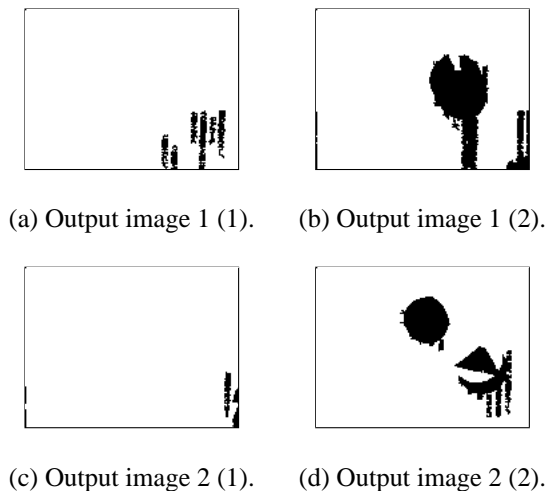 (a) Output image 1 (1).
(b) Output image 1 (2).
(c) Output image 2 (1).
(d) Output image 2 (2).